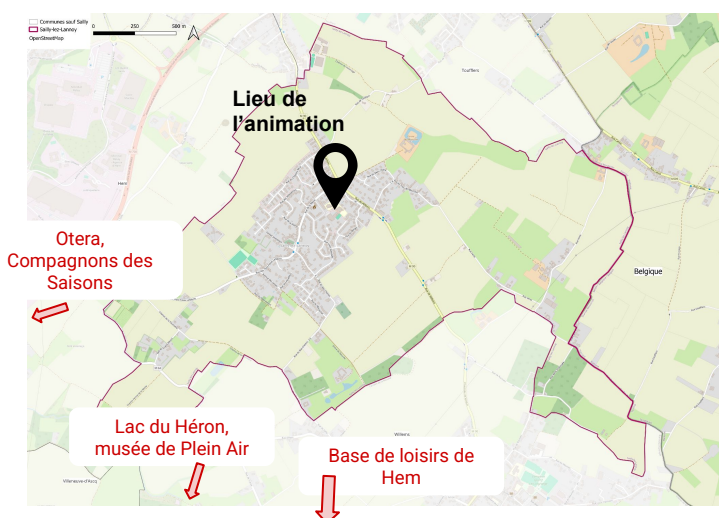 Communes sauf Sailly
Sailly-lez-Lannoy
OpenStreetMap
0 250 500 m
Toufflers
Lieu de
l'animation
Hem
Otera,
Compagnons des
Saisons
Belgique
Lac du Héron,
musée de Plein Air
Willems
Base de loisirs de
Hem
Villeneuve d'Ascq